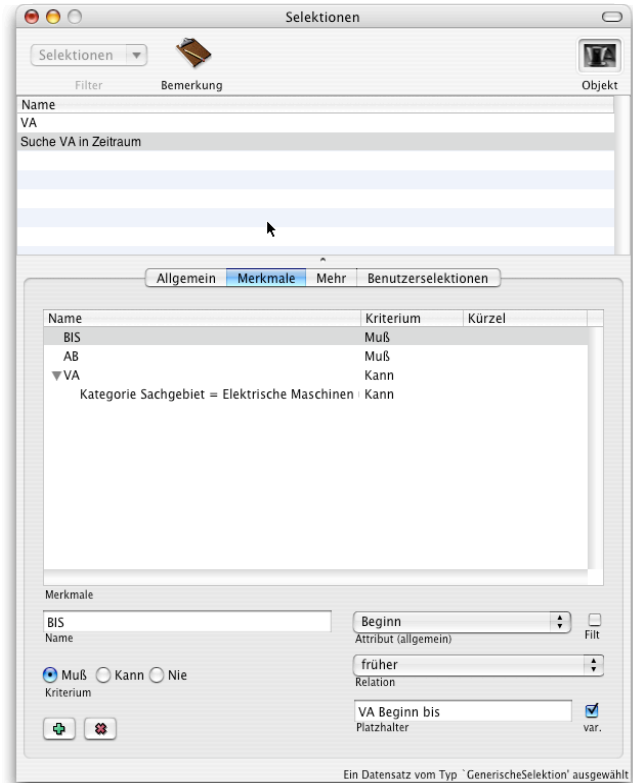 Selektionen
Selektionen
Filter
Bemerkung
Objekt
Name
VA
Suche VA in Zeitraum
Allgemein Merkmale Mehr Benutzerselektionen
Name Kriterium Kürzel
BIS Muß
AB Muß
VA Kann
Kategorie Sachgebiet = Elektrische Maschinen Kann
Merkmale
BIS Beginn
Name Attribut (allgemein) Filt
früher
Muß Kann Nie Relation
Kriterium
VA Beginn bis
Platzhalter var.
Ein Datensatz vom Typ `GenerischeSelektion' ausgewählt